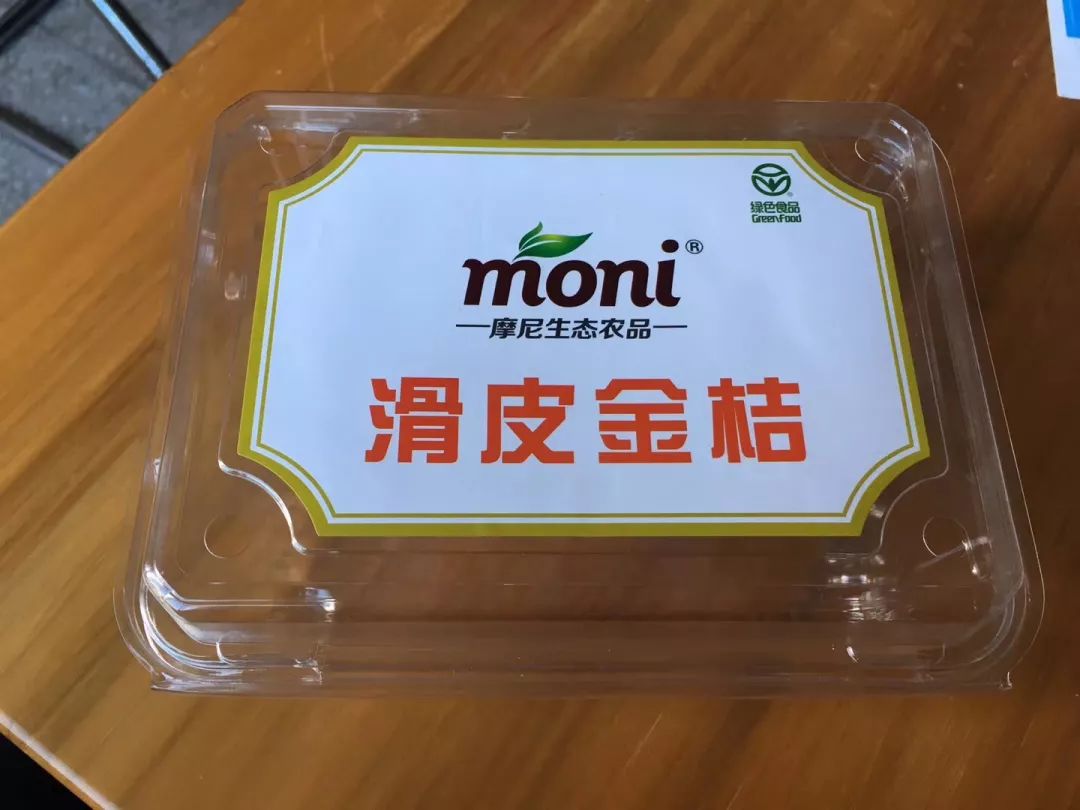 绿色食品
GreenFood
moni®
摩尼生态农品
滑皮金桔